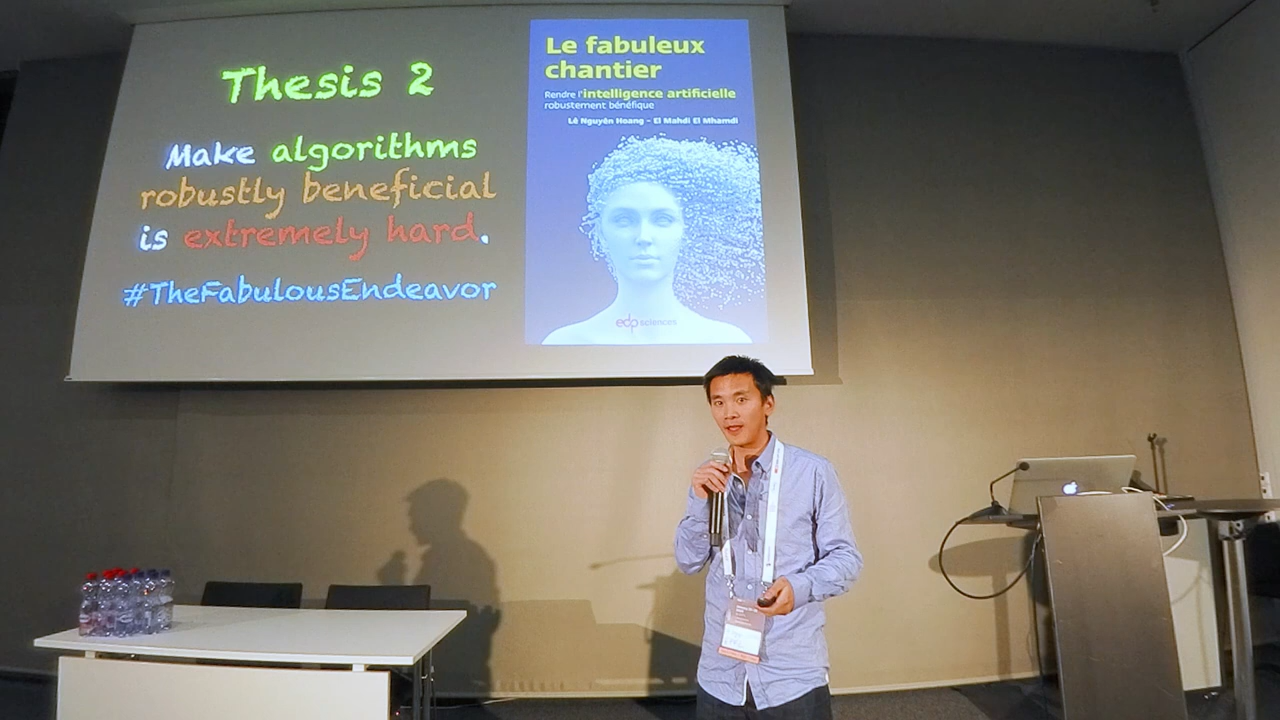 Thesis 2
Make algorithms
robustly beneficial
is extremely hard.
#TheFabulousEndeavor
Le fabuleux
chantier
Rendre l'intelligence artificielle
robustement bénéfique
Lê Nguyên Hoang - El Mahdi El Mhamdi
edp sciences